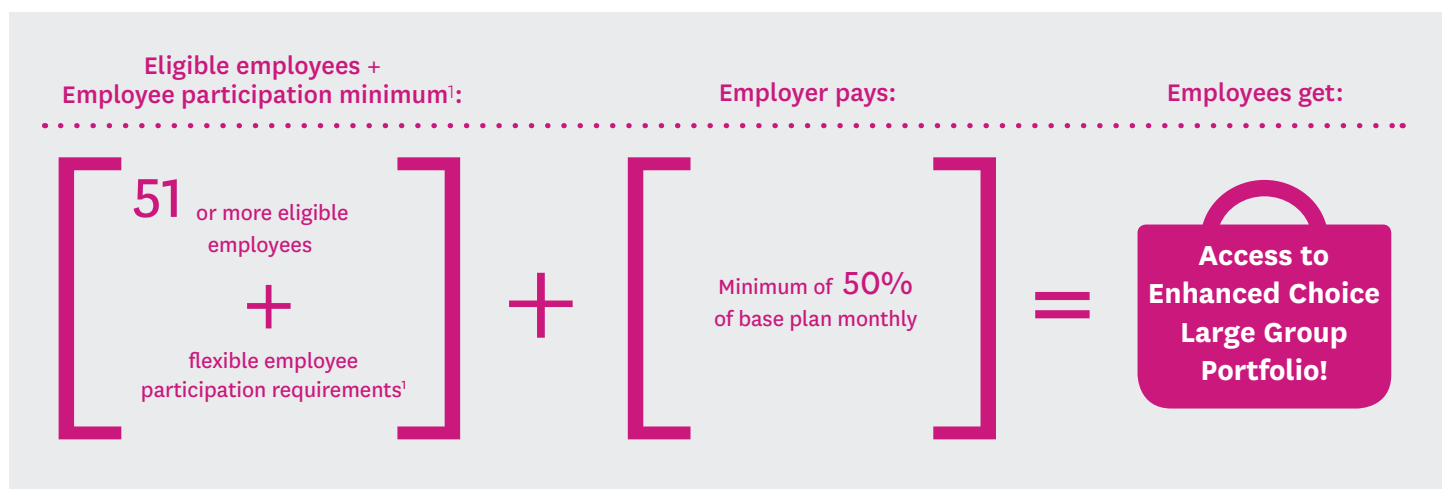 Eligible employees +
Employee participation minimum¹:
Employer pays:
Employees get:
51 or more eligible
employees
+
flexible employee
participation requirements¹
+
Minimum of 50%
of base plan monthly
=
Access to
Enhanced Choice
Large Group
Portfolio!